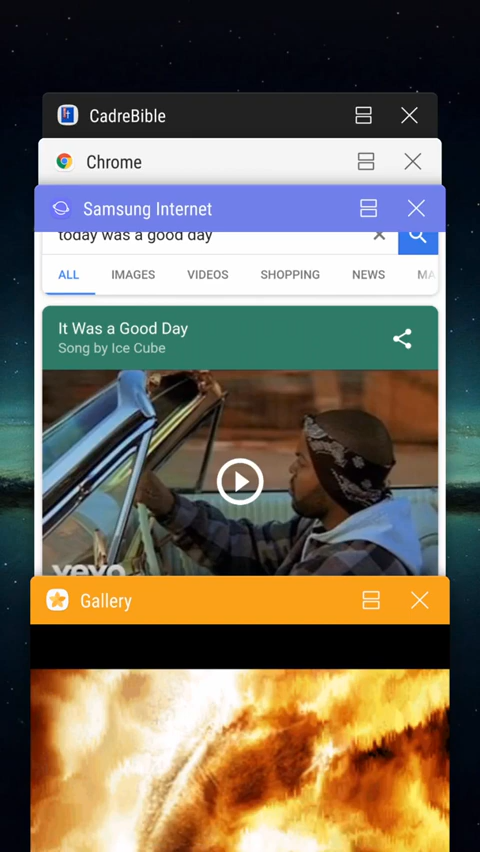 CadreBible
Chrome
Samsung Internet
today was a good day
ALL IMAGES VIDEOS SHOPPING NEWS MA
It Was a Good Day
Song by Ice Cube
vevo
Gallery